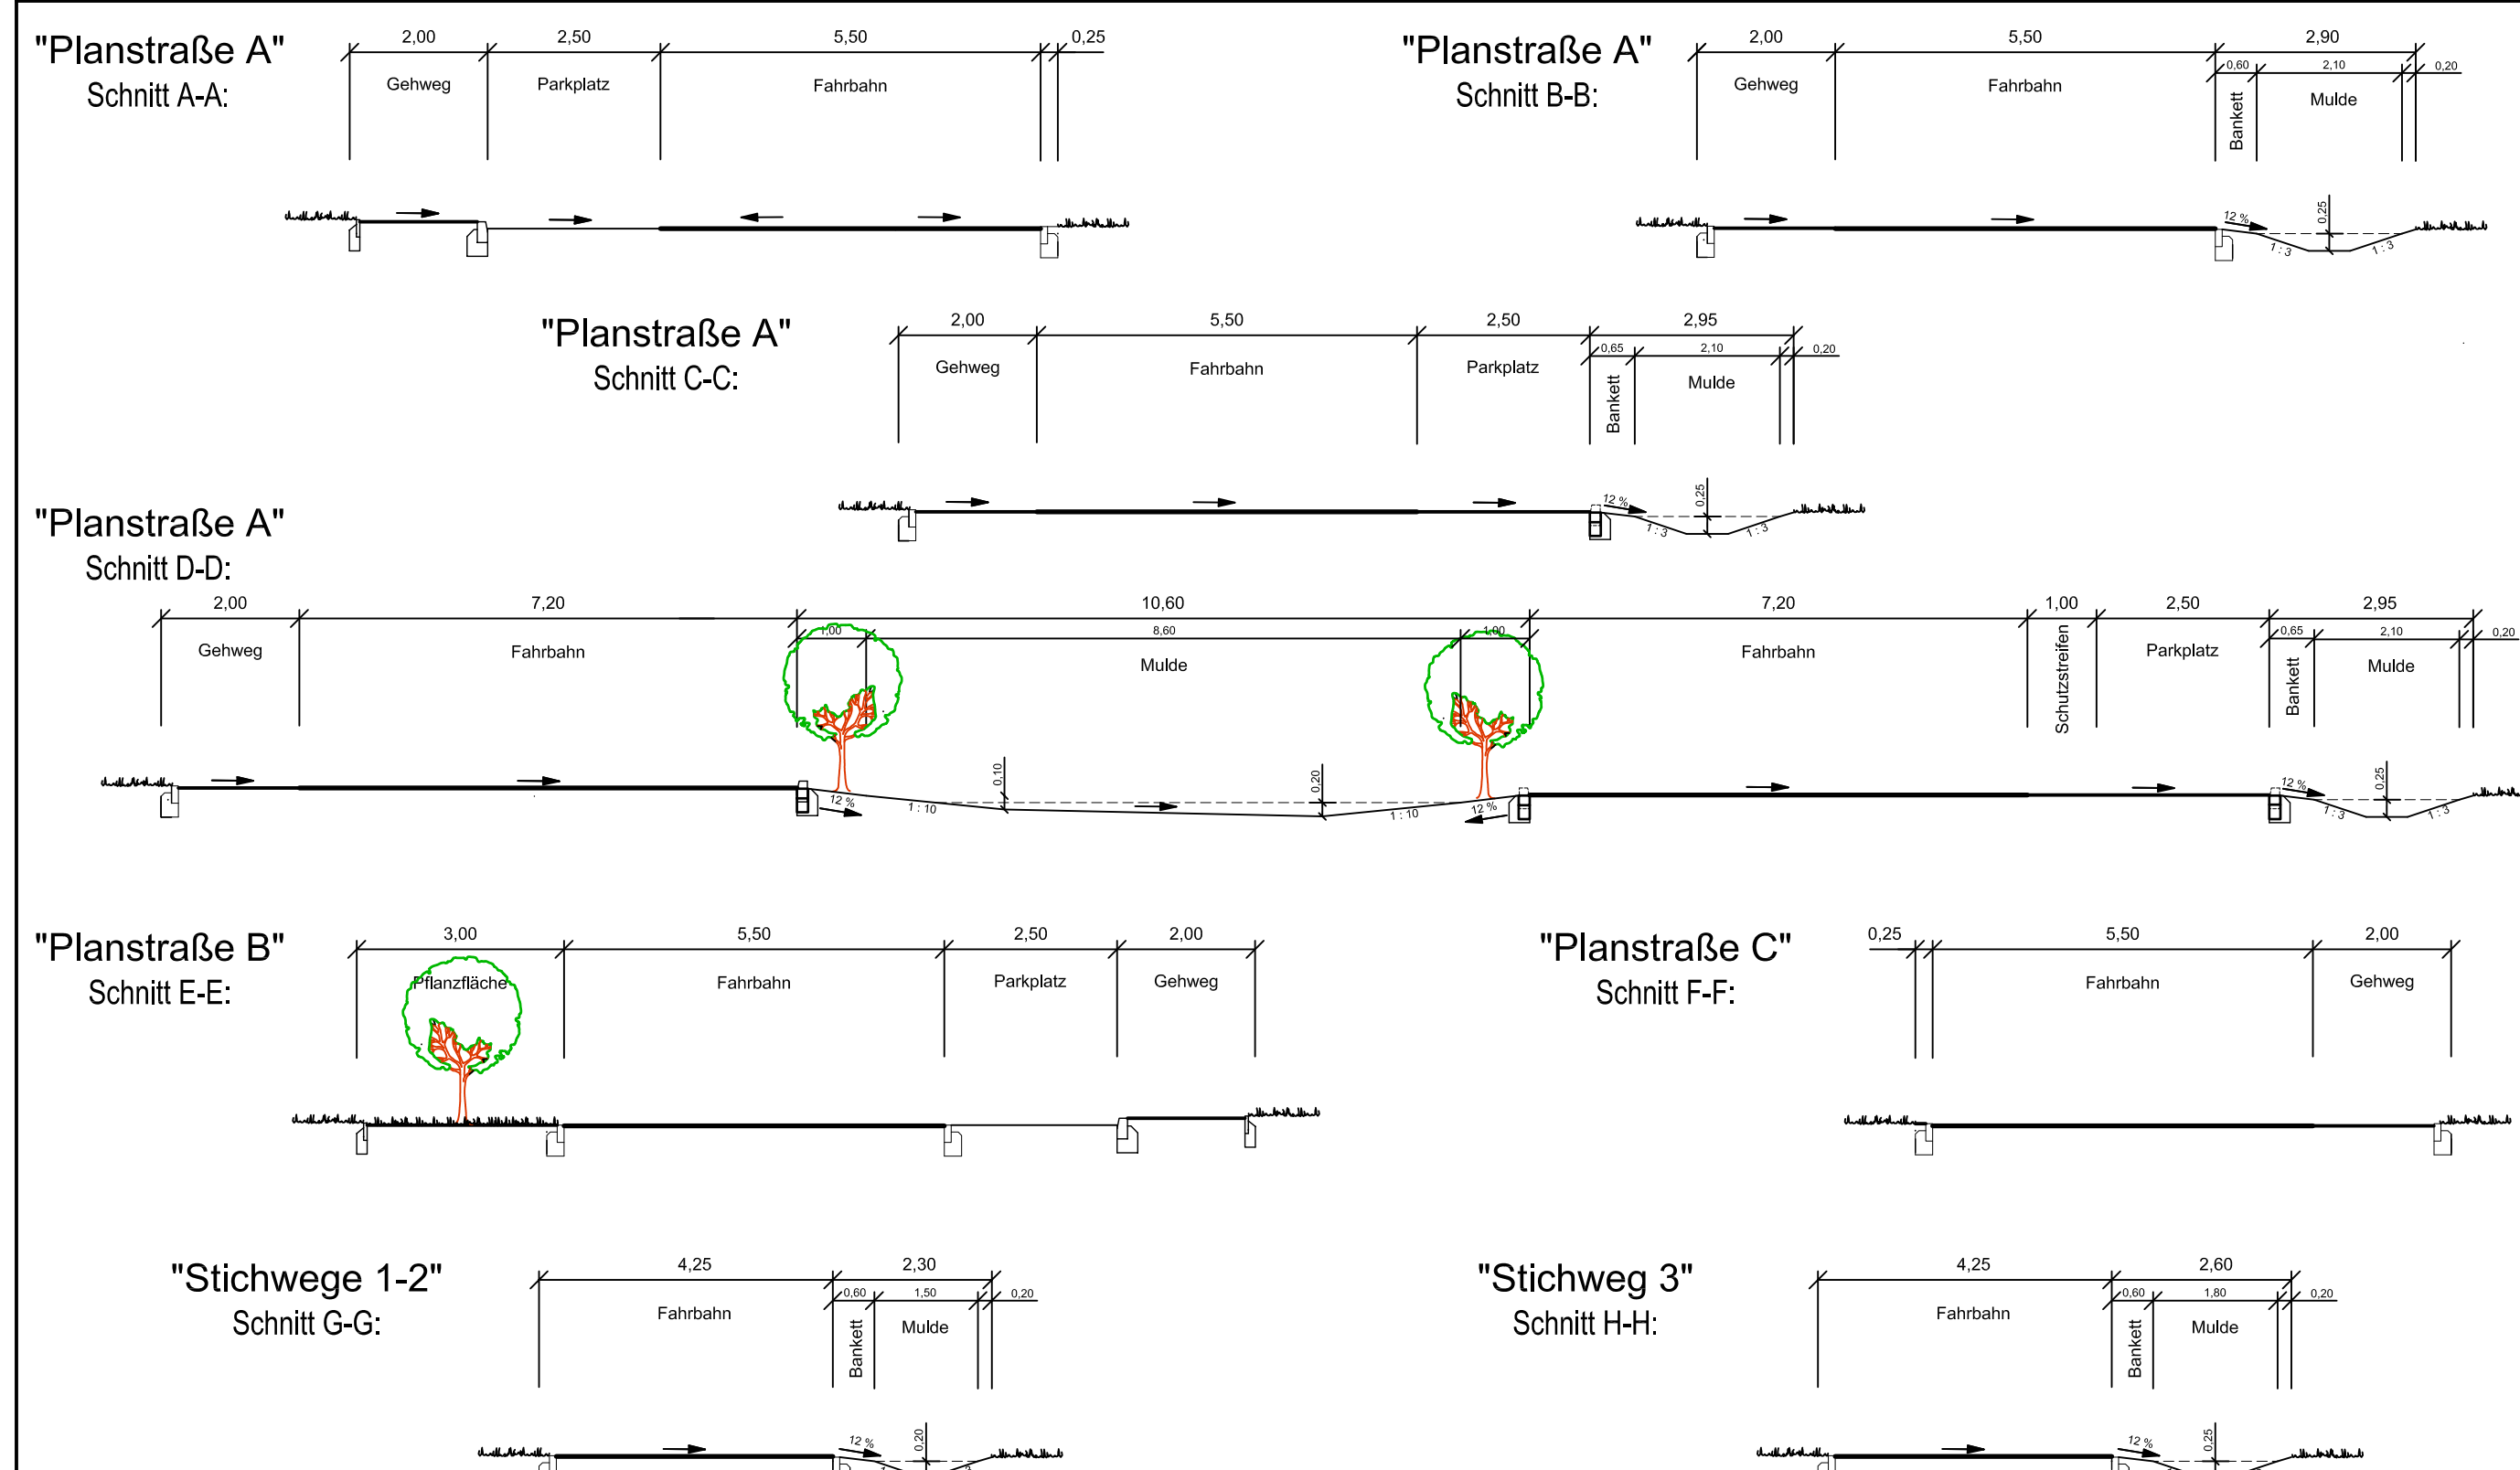 "Planstraße A"
Schnitt A-A:
2,00 2,50 5,50 0,25
Gehweg Parkplatz Fahrbahn
"Planstraße A"
Schnitt B-B:
2,00 5,50 2,90
0,60 2,10 0,20
Gehweg Fahrbahn Bankett Mulde
12 % 0,25
1 : 3 1 : 3
"Planstraße A"
Schnitt C-C:
2,00 5,50 2,50 2,95
0,65 2,10 0,20
Gehweg Fahrbahn Parkplatz Bankett Mulde
12 % 0,25
1 : 3 1 : 3
"Planstraße A"
Schnitt D-D:
2,00 7,20 10,60 7,20 1,00 2,50 2,95
1,00 8,60 1,00 0,65 2,10 0,20
Gehweg Fahrbahn Mulde Fahrbahn Schutzstreifen Parkplatz Bankett Mulde
0,10 0,20 12 % 0,25
12 % 1 : 10 1 : 10 12 % 1 : 3 1 : 3
"Planstraße B"
Schnitt E-E:
3,00 5,50 2,50 2,00
Pflanzfläche Fahrbahn Parkplatz Gehweg
"Planstraße C"
Schnitt F-F:
0,25 5,50 2,00
Fahrbahn Gehweg
"Stichwege 1-2"
Schnitt G-G:
4,25 2,30
0,60 1,50 0,20
Fahrbahn Bankett Mulde
12 % 0,20
"Stichweg 3"
Schnitt H-H:
4,25 2,60
0,60 1,80 0,20
Fahrbahn Bankett Mulde
12 % 0,25